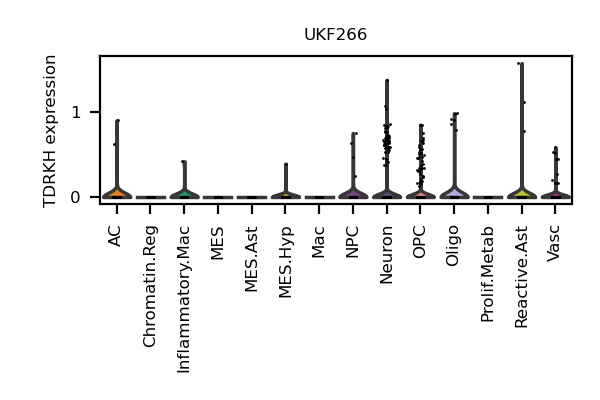 UKF266
TDRKH expression
1
0
AC
Chromatin.Reg
Inflammatory.Mac
MES
MES.Ast
MES.Hyp
Mac
NPC
Neuron
OPC
Oligo
Prolif.Metab
Reactive.Ast
Vasc